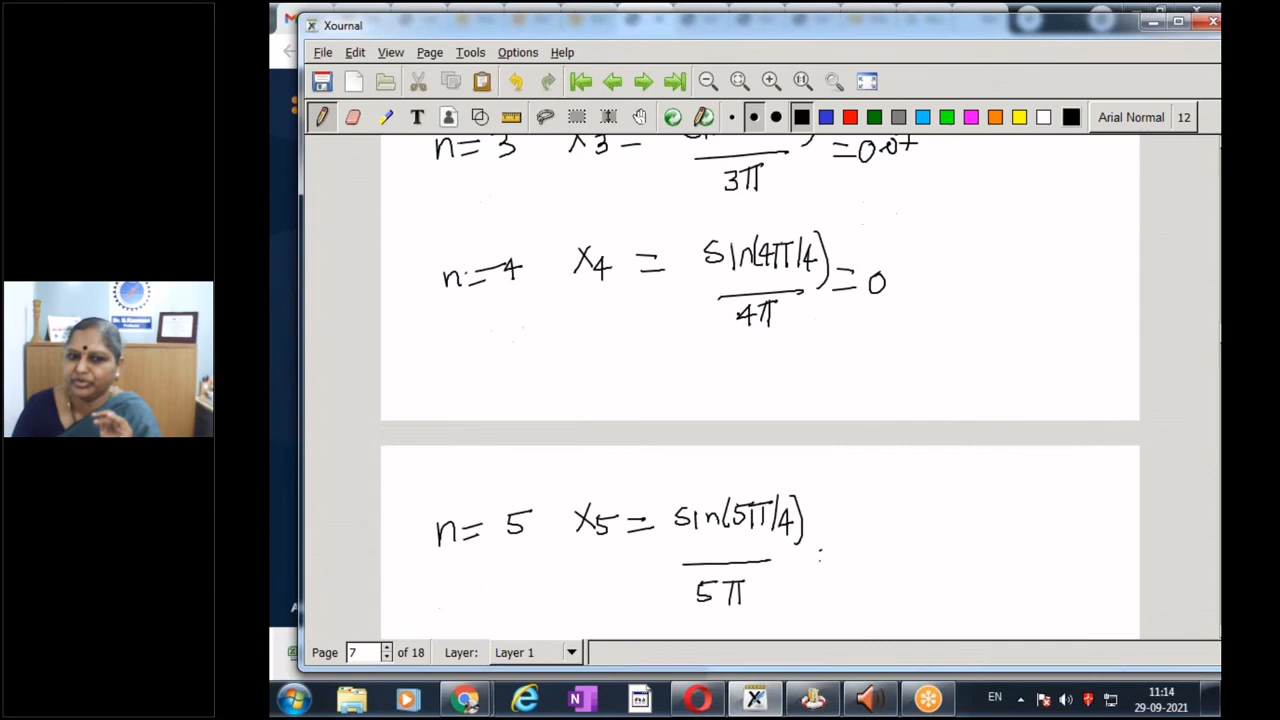 Xournal
File Edit View Page Tools Options Help
T Arial Normal 12
n = 3 X3 = 3π = 0.07
n = 4 X4 = sin(4π/4) / 4π = 0
n = 5 X5 = sin(5π/4) / 5π
Page 7 of 18 Layer: Layer 1
EN 11:14
29-09-2021